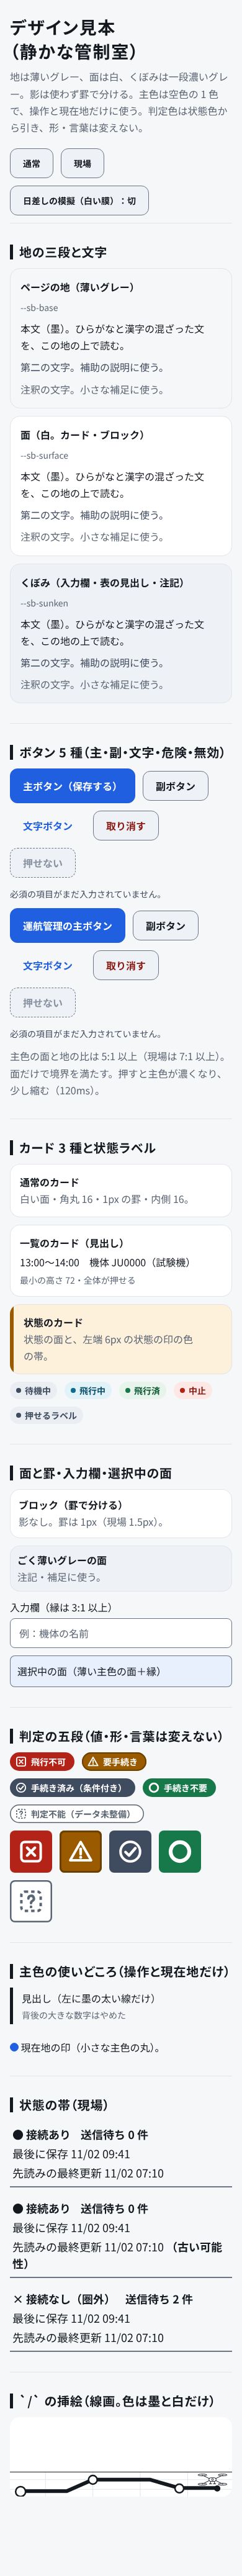 デザイン見本
（静かな管制室）
地は薄いグレー、面は白、くぼみは一段濃いグレ
ー。影は使わず罫で分ける。主色は空色の 1 色
で、操作と現在地だけに使う。判定色は状態色か
ら引き、形・言葉は変えない。
通常
現場
日差しの模擬（白い膜）：切
地の三段と文字
ページの地（薄いグレー）
--sb-base
本文（墨）。ひらがなと漢字の混ざった文
を、この地の上で読む。
第二の文字。補助の説明に使う。
注釈の文字。小さな補足に使う。
面（白。カード・ブロック）
--sb-surface
本文（墨）。ひらがなと漢字の混ざった文
を、この地の上で読む。
第二の文字。補助の説明に使う。
注釈の文字。小さな補足に使う。
くぼみ（入力欄・表の見出し・注記）
--sb-sunken
本文（墨）。ひらがなと漢字の混ざった文
を、この地の上で読む。
第二の文字。補助の説明に使う。
注釈の文字。小さな補足に使う。
ボタン 5 種（主・副・文字・危険・無効）
主ボタン（保存する）
副ボタン
文字ボタン
取り消す
押せない
必須の項目がまだ入力されていません。
運航管理の主ボタン
副ボタン
文字ボタン
取り消す
押せない
必須の項目がまだ入力されていません。
主色の面と地の比は 5:1 以上（現場は 7:1 以上）。
面だけで境界を満たす。押すと主色が濃くなり、
少し縮む（120ms）。
カード 3 種と状態ラベル
通常のカード
白い面・角丸 16・1px の罫・内側 16。
一覧のカード（見出し）
13:00〜14:00　機体 JU0000（試験機）
最小の高さ 72・全体が押せる
状態のカード
状態の面と、左端 6px の状態の印の色
の帯。
待機中
飛行中
飛行済
中止
押せるラベル
面と罫・入力欄・選択中の面
ブロック（罫で分ける）
影なし。罫は 1px（現場 1.5px）。
ごく薄いグレーの面
注記・補足に使う。
入力欄（縁は 3:1 以上）
例：機体の名前
選択中の面（薄い主色の面＋縁）
判定の五段（値・形・言葉は変えない）
飛行不可
要手続き
手続き済み（条件付き）
手続き不要
判定不能（データ未整備）
主色の使いどころ（操作と現在地だけ）
見出し（左に墨の太い線だけ）
背後の大きな数字はやめた
現在地の印（小さな主色の丸）。
状態の帯（現場）
● 接続あり　送信待ち 0 件
最後に保存 11/02 09:41
先読みの最終更新 11/02 07:10
● 接続あり　送信待ち 0 件
最後に保存 11/02 09:41
先読みの最終更新 11/02 07:10 （古い可能
性）
× 接続なし（圏外）　送信待ち 2 件
最後に保存 11/02 09:41
先読みの最終更新 11/02 07:10
`/` の挿絵（線画。色は墨と白だけ）